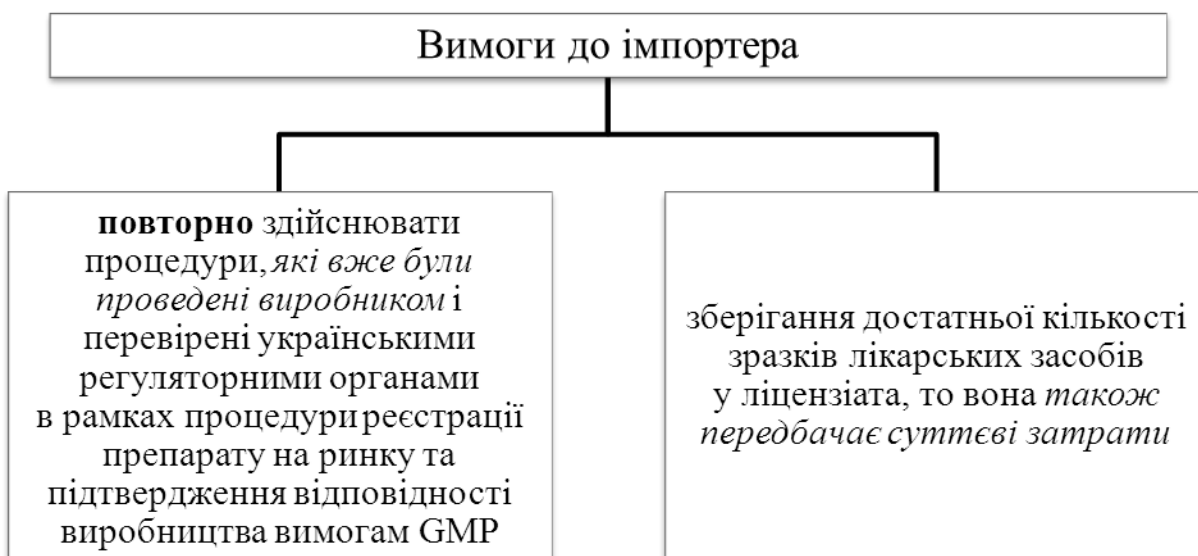 Вимоги до імпортера
повторно здійснювати
процедури, які вже були
проведені виробником і
перевірені українськими
регуляторними органами
в рамках процедури реєстрації
препарату на ринку та
підтвердження відповідності
виробництва вимогам GMP
зберігання достатньої кількості
зразків лікарських засобів
у ліцензіата, то вона також
передбачає суттєві затрати